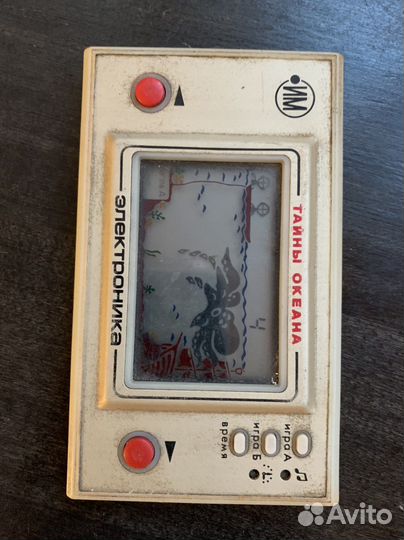 ИМ
ТАЙНЫ ОКЕАНА
электроника
игра А
игра Б
время
Avito